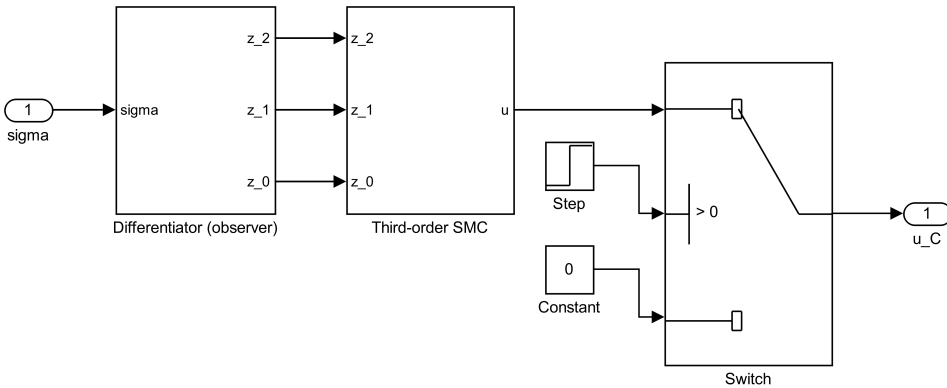 1
sigma
sigma
z_2
z_1
z_0
Differentiator (observer)
z_2
z_1
z_0
u
Third-order SMC
Step
0
Constant
> 0
Switch
1
u_C